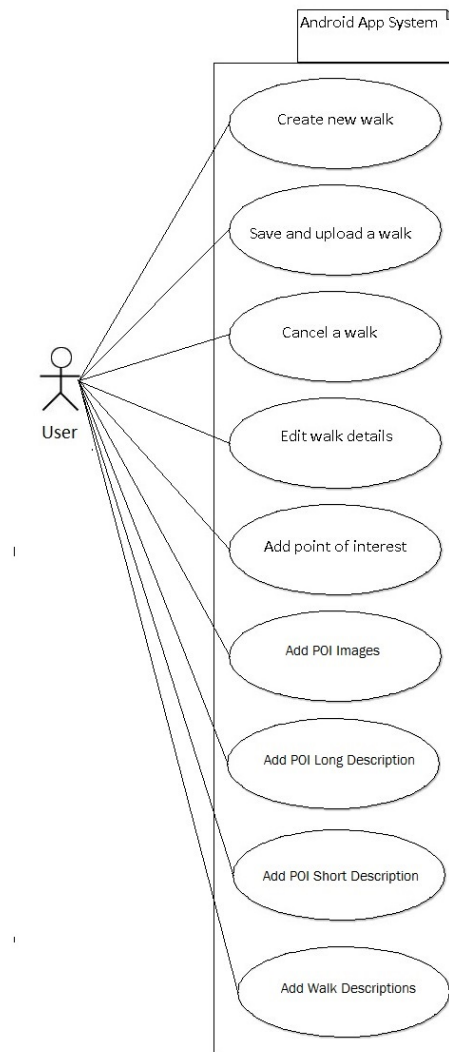 Android App System
Create new walk
Save and upload a walk
Cancel a walk
User
Edit walk details
Add point of interest
Add POI Images
Add POI Long Description
Add POI Short Description
Add Walk Descriptions